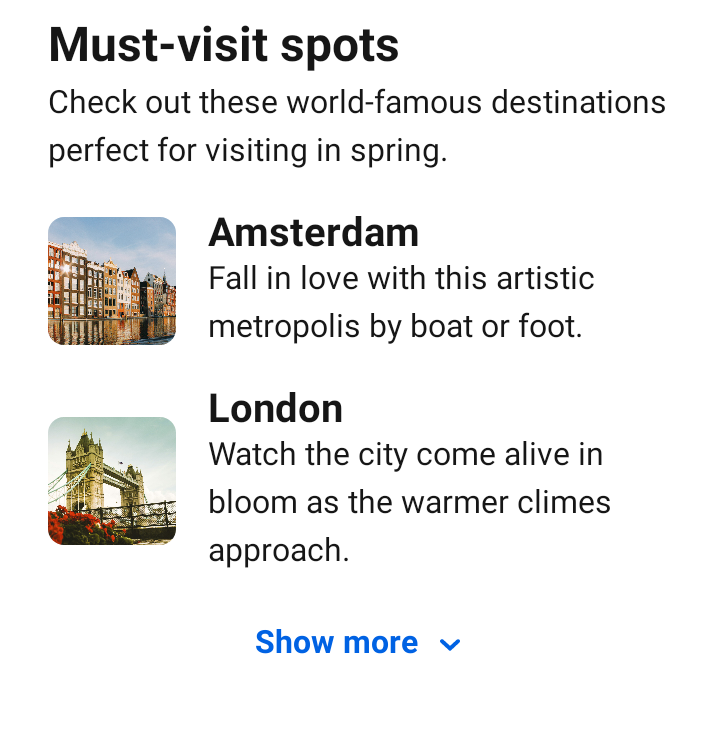 Must-visit spots
Check out these world-famous destinations
perfect for visiting in spring.
Amsterdam
Fall in love with this artistic
metropolis by boat or foot.
London
Watch the city come alive in
bloom as the warmer climes
approach.
Show more